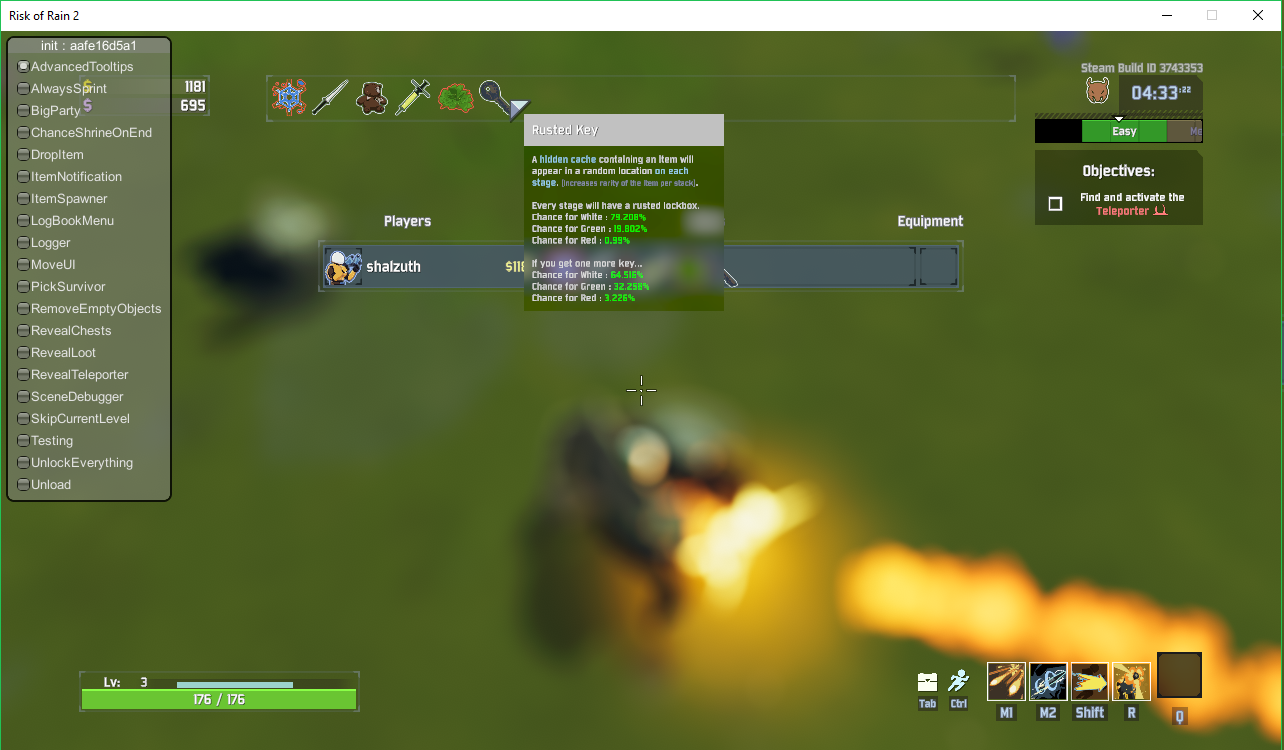 Risk of Rain 2
init : aafe16d5a1
AdvancedTooltips
AlwaysSprint
BigParty
ChanceShrineOnEnd
DropItem
ItemNotification
ItemSpawner
LogBookMenu
Logger
MoveUI
PickSurvivor
RemoveEmptyObjects
RevealChests
RevealLoot
RevealTeleporter
SceneDebugger
SkipCurrentLevel
Testing
UnlockEverything
Unload
$ 1181
$ 695
Rusted Key
A hidden cache containing an item will
appear in a random location on each
stage. (Increases rarity of the item per stack).
Every stage will have a rusted lockbox.
Chance for White : 79.208%
Chance for Green : 19.802%
Chance for Red : 0.99%
If you get one more key...
Chance for White : 64.516%
Chance for Green : 32.258%
Chance for Red : 3.226%
Players
Equipment
shalzuth
$118
Steam Build ID 3743353
04:33:22
Easy
Me
Objectives:
Find and activate the
Teleporter
Lv: 3
176 / 176
Tab
Ctrl
M1
M2
Shift
R
Q